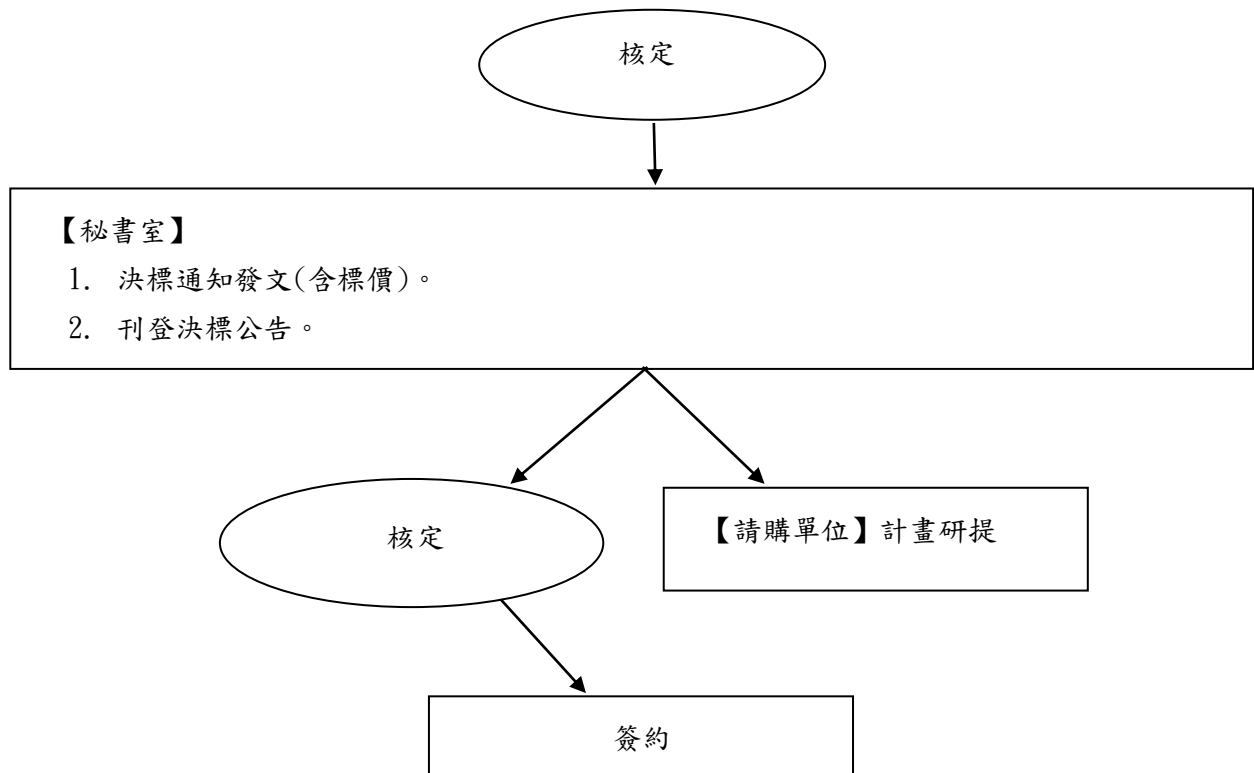 核定
【秘書室】
1. 決標通知發文(含標價)。
2. 刊登決標公告。
核定
【請購單位】計畫研提
簽約